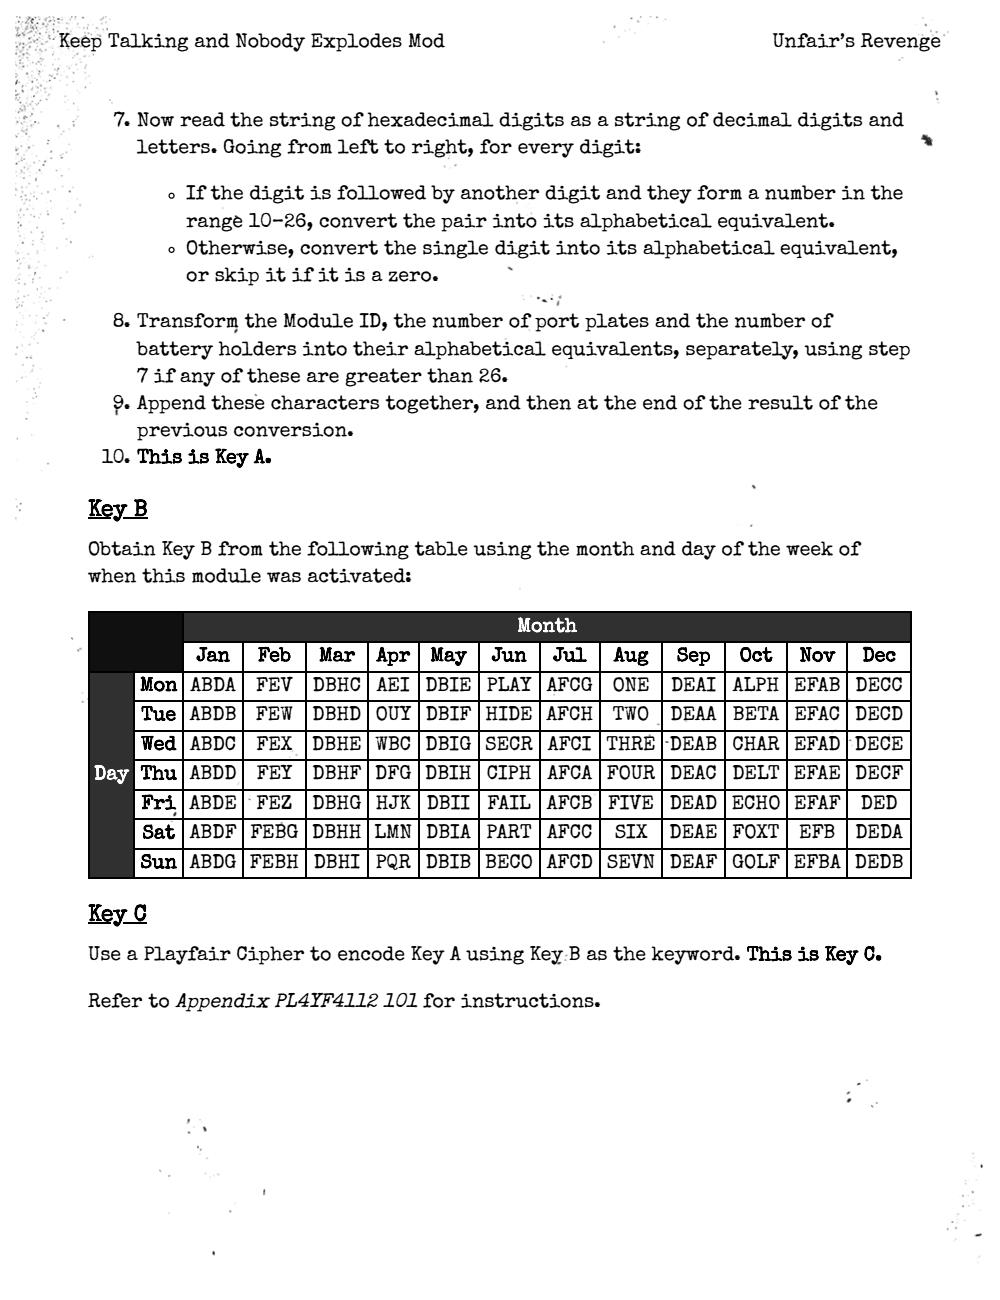 Keep Talking and Nobody Explodes Mod Unfair's Revenge
7. Now read the string of hexadecimal digits as a string of decimal digits and
letters. Going from left to right, for every digit:
◦ If the digit is followed by another digit and they form a number in the
range 10–26, convert the pair into its alphabetical equivalent.
◦ Otherwise, convert the single digit into its alphabetical equivalent,
or skip it if it is a zero.
8. Transform the Module ID, the number of port plates and the number of
battery holders into their alphabetical equivalents, separately, using step
7 if any of these are greater than 26.
9. Append these characters together, and then at the end of the result of the
previous conversion.
10. This is Key A.
Key B
Obtain Key B from the following table using the month and day of the week of
when this module was activated:
Month
Jan Feb Mar Apr May Jun Jul Aug Sep Oct Nov Dec
Mon ABDA FEV DBHC AEI DBIE PLAY AFCG ONE DEAI ALPH EFAB DECC
Tue ABDB FEW DBHD OUY DBIF HIDE AFCH TWO DEAA BETA EFAC DECD
Wed ABDC FEX DBHE WBC DBIG SECR AFCI THRE DEAB CHAR EFAD DECE
Day Thu ABDD FEY DBHF DFG DBIH CIPH AFCA FOUR DEAC DELT EFAE DECF
Fri ABDE FEZ DBHG HJK DBII FAIL AFCB FIVE DEAD ECHO EFAF DED
Sat ABDF FEBG DBHH LMN DBIA PART AFCC SIX DEAE FOXT EFB DEDA
Sun ABDG FEBH DBHI PQR DBIB BECO AFCD SEVN DEAF GOLF EFBA DEDB
Key C
Use a Playfair Cipher to encode Key A using Key B as the keyword. This is Key C.
Refer to Appendix PL4YF4112 101 for instructions.